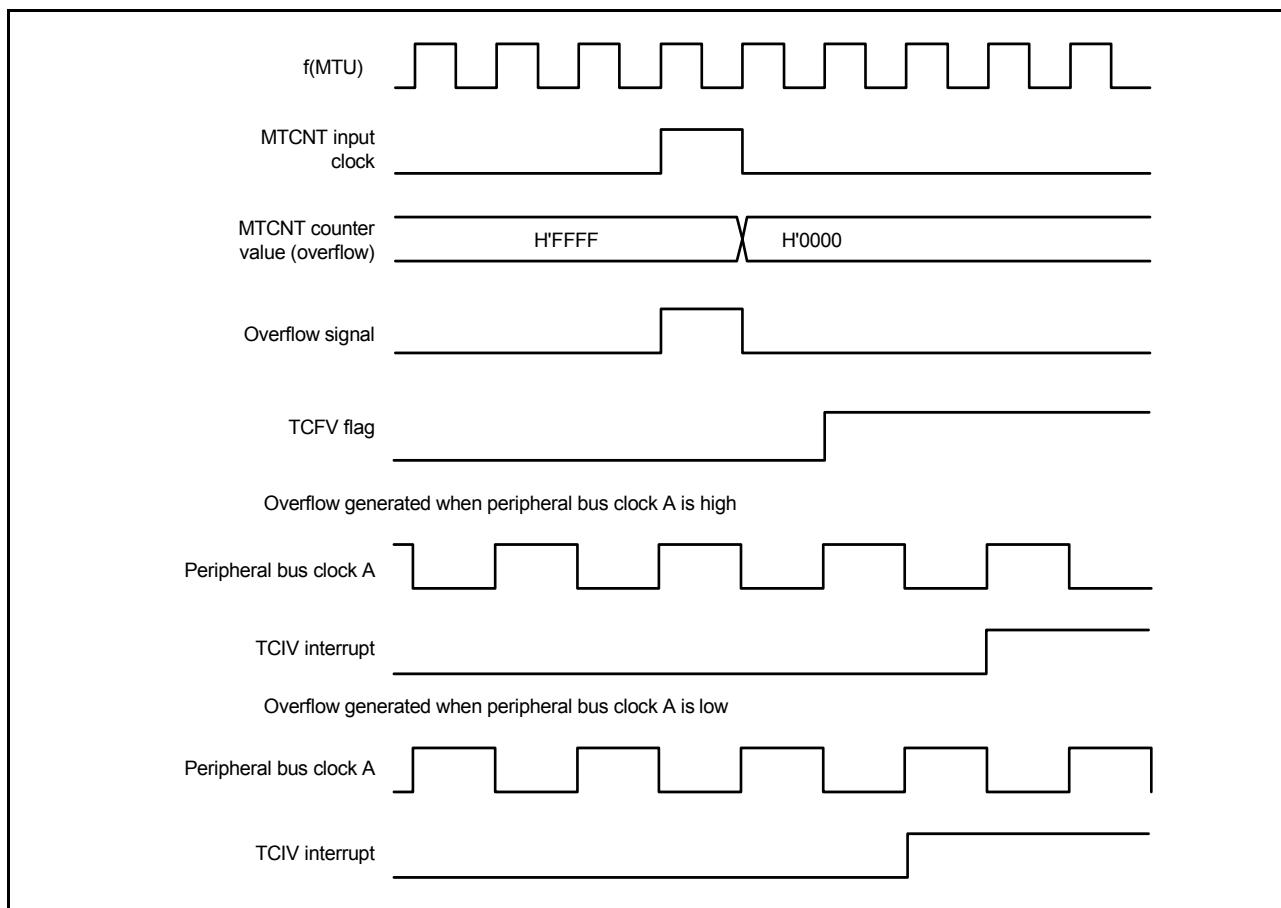 f(MTU)
MTCNT input
clock
MTCNT counter
value (overflow)
H'FFFF
H'0000
Overflow signal
TCFV flag
Overflow generated when peripheral bus clock A is high
Peripheral bus clock A
TCIV interrupt
Overflow generated when peripheral bus clock A is low
Peripheral bus clock A
TCIV interrupt